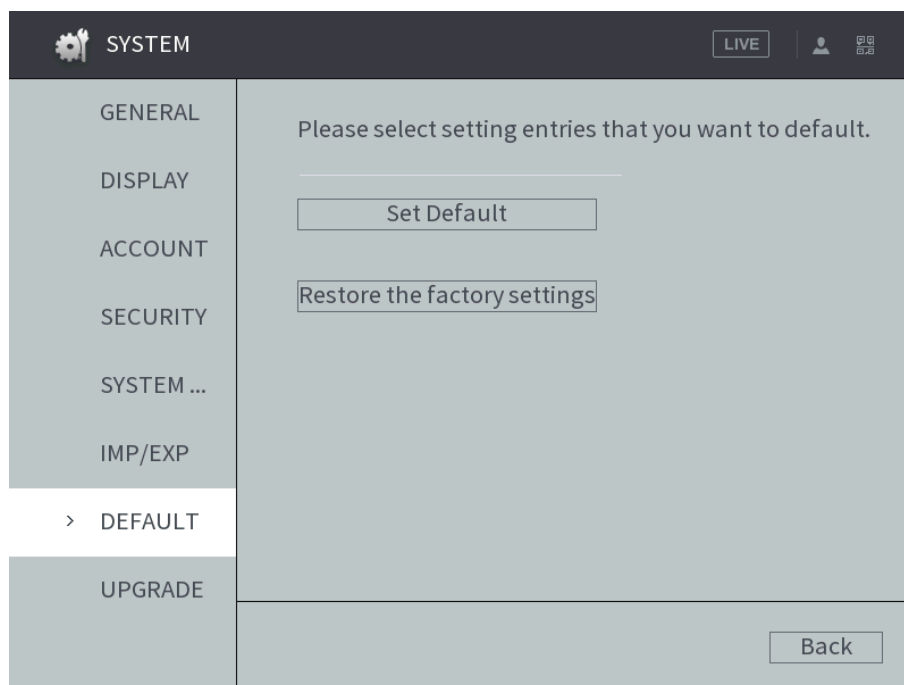 SYSTEM
LIVE
GENERAL
Please select setting entries that you want to default.
DISPLAY
Set Default
ACCOUNT
Restore the factory settings
SECURITY
SYSTEM ...
IMP/EXP
> DEFAULT
UPGRADE
Back